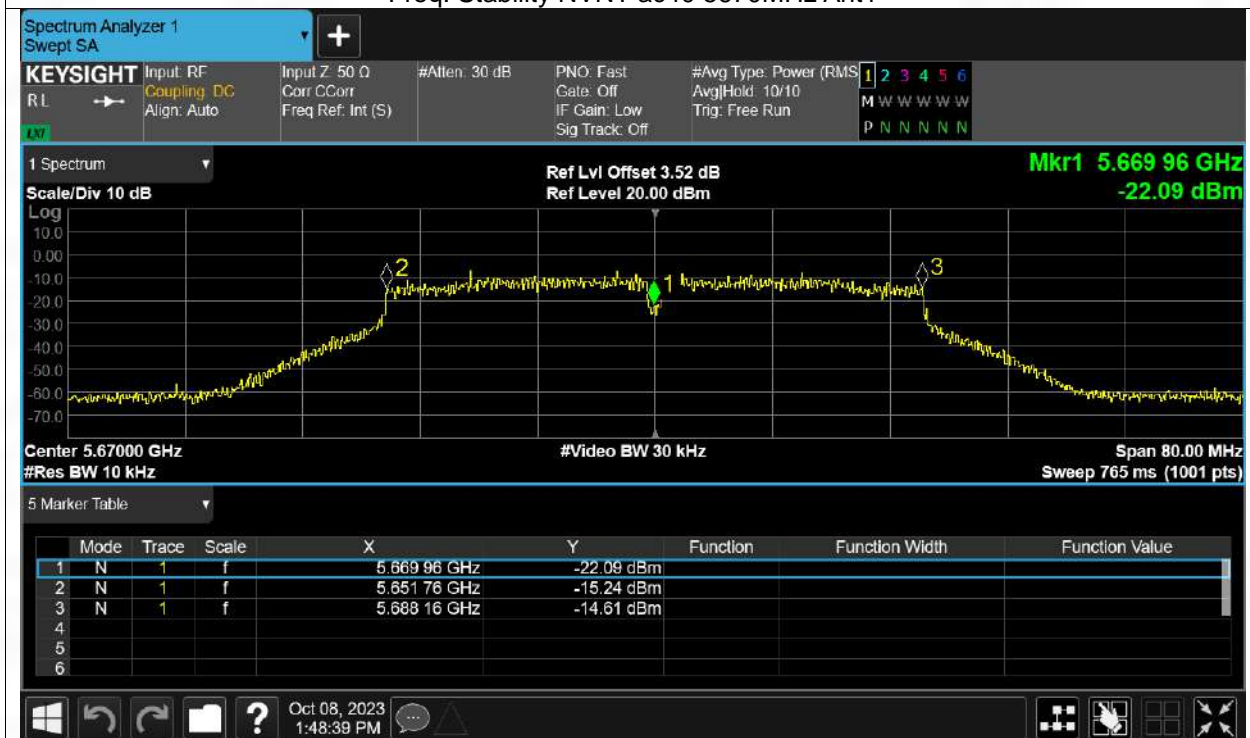 Spectrum Analyzer 1
Swept SA
+
KEYSIGHT Input: RF Input Z: 50 Ω #Atten: 30 dB PNO: Fast #Avg Type: Power (RMS 1 2 3 4 5 6
RL Coupling: DC Corr CCorr Gate: Off Avg|Hold: 10/10 M W W W W W
Align: Auto Freq Ref: Int (S) IF Gain: Low Trig: Free Run
LXI Sig Track: Off P N N N N N
1 Spectrum Ref Lvl Offset 3.52 dB Mkr1 5.669 96 GHz
Scale/Div 10 dB Ref Level 20.00 dBm -22.09 dBm
Log
10.0
0.00
-10.0
-20.0
-30.0
-40.0
-50.0
-60.0
-70.0
2
1
3
Center 5.67000 GHz #Video BW 30 kHz Span 80.00 MHz
#Res BW 10 kHz Sweep 765 ms (1001 pts)
5 Marker Table
Mode Trace Scale X Y Function Function Width Function Value
1 N 1 f 5.669 96 GHz -22.09 dBm
2 N 1 f 5.651 76 GHz -15.24 dBm
3 N 1 f 5.688 16 GHz -14.61 dBm
4
5
6
? Oct 08, 2023
1:48:39 PM